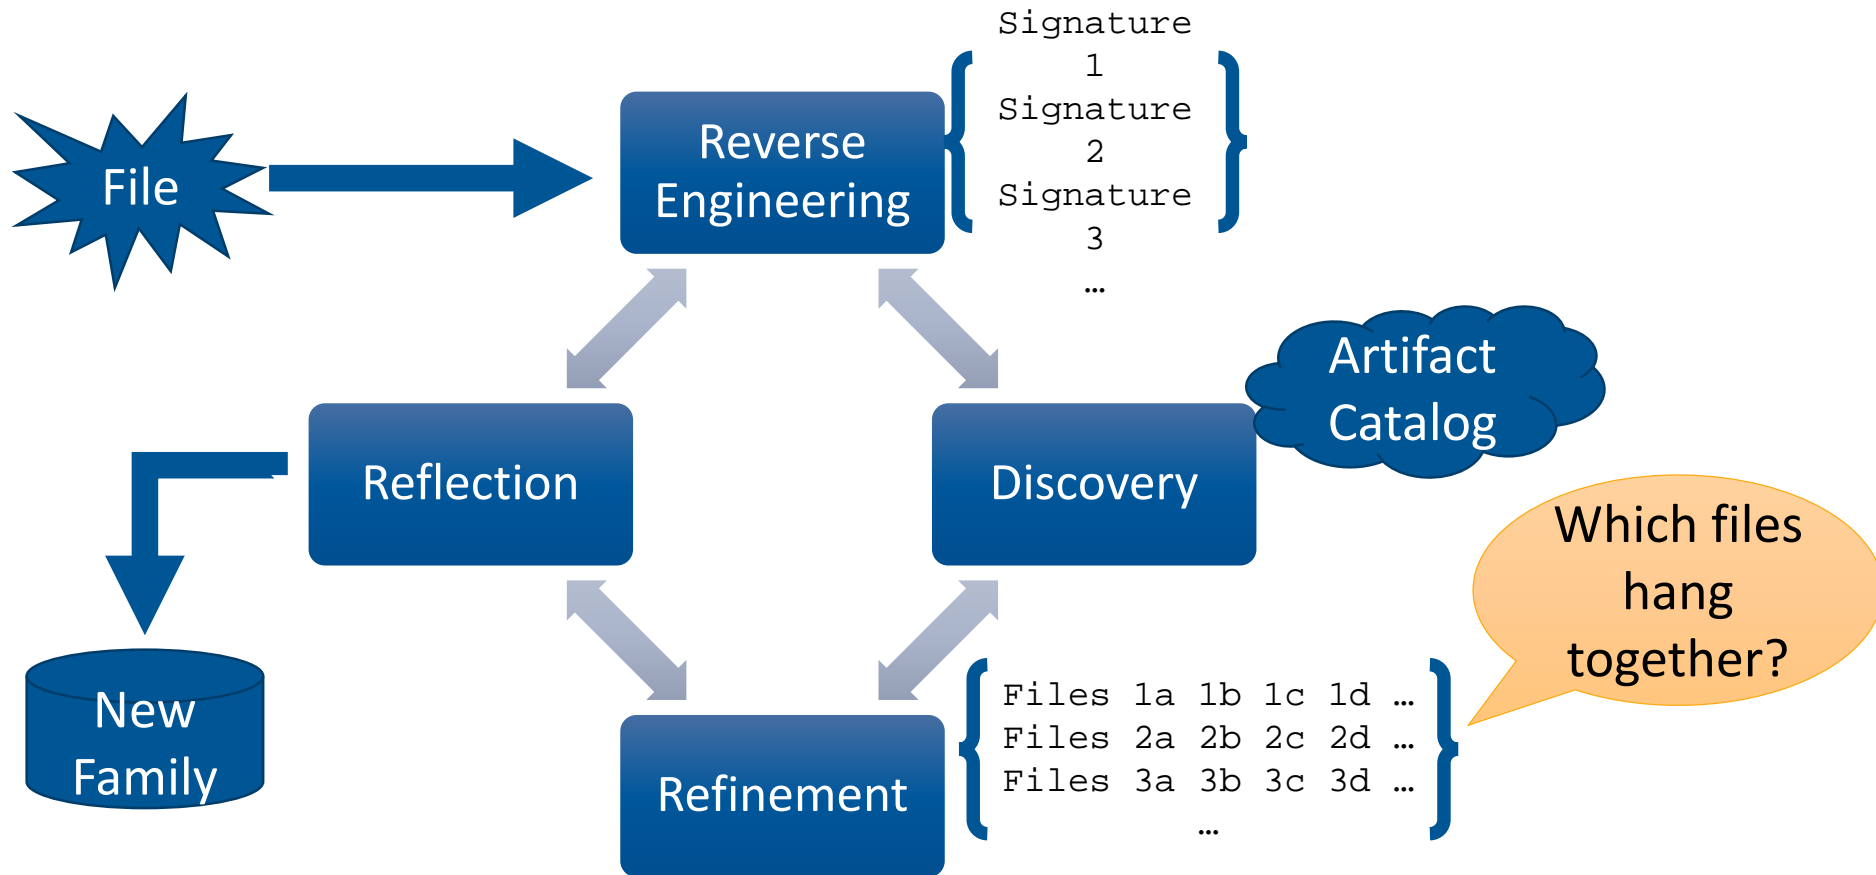 Signature
1
Signature
2
Signature
3
…
File
Reverse
Engineering
Artifact
Catalog
Reflection
Discovery
Which files
hang
together?
New
Family
Refinement
Files 1a 1b 1c 1d …
Files 2a 2b 2c 2d …
Files 3a 3b 3c 3d …
…